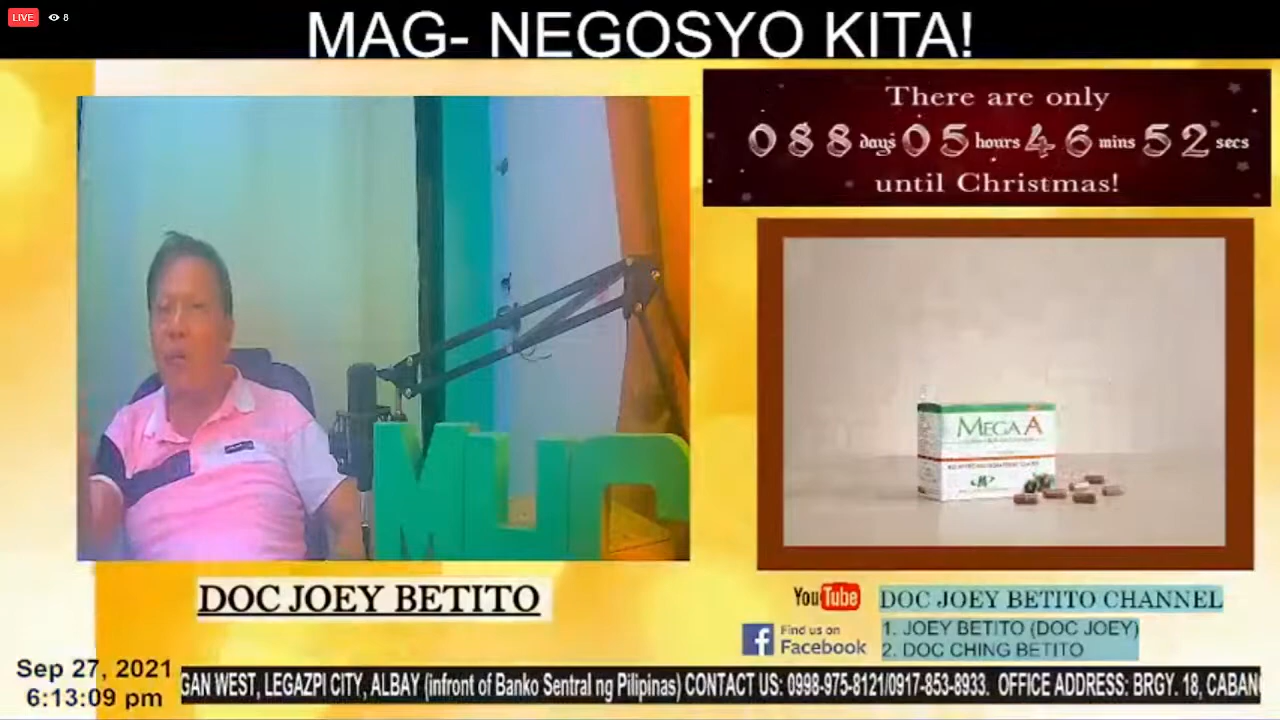 LIVE 8
MAG- NEGOSYO KITA!
There are only
088 days 05 hours 46 mins 52 secs
until Christmas!
MEGA A
MUC
DOC JOEY BETITO
YouTube DOC JOEY BETITO CHANNEL
Find us on Facebook
1. JOEY BETITO (DOC JOEY)
2. DOC CHING BETITO
Sep 27, 2021
6:13:09 pm
GAN WEST, LEGAZPI CITY, ALBAY (infront of Banko Sentral ng Pilipinas) CONTACT US: 0998-975-8121/0917-853-8933. OFFICE ADDRESS: BRGY. 18, CABAN